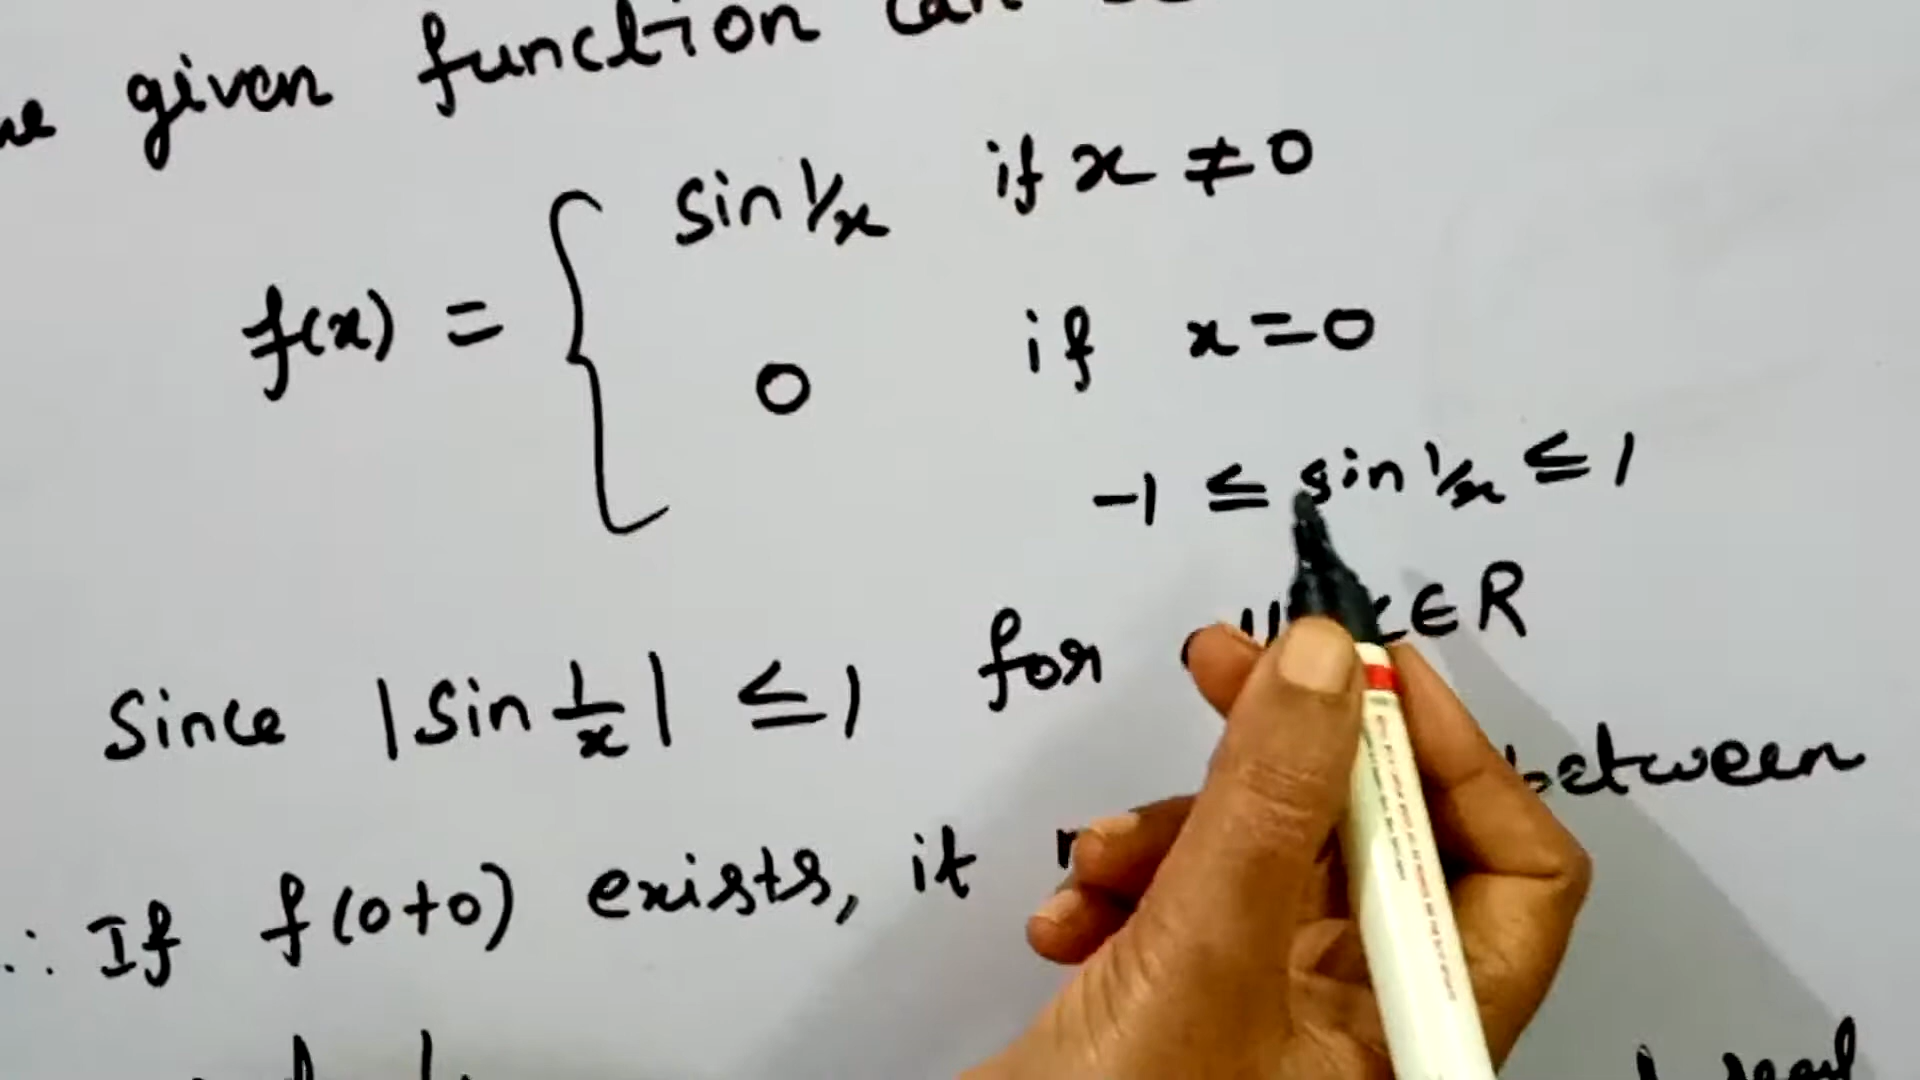 given function can
f(x) = { sin 1/x if x ≠ 0
0 if x = 0
-1 ≤ sin 1/x ≤ 1
Since |Sin 1/x| ≤ 1 for x ∈ R
between
∴ If f(0+0) exists, it